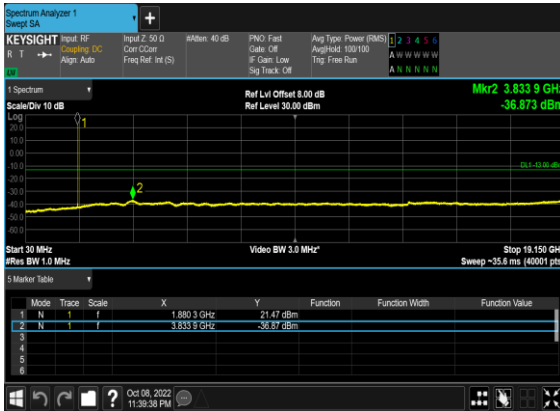 Spectrum Analyzer 1
Swept SA
+
KEYSIGHT
R T
Input: RF
Coupling: DC
Align: Auto
Input Z: 50 Ω
Corr CCorr
Freq Ref: Int (S)
#Atten: 40 dB
PNO: Fast
Gate: Off
IF Gain: Low
Sig Track: Off
Avg Type: Power (RMS)
Avg|Hold: 100/100
Trig: Free Run
1 2 3 4 5 6
A W W W W W
A N N N N N
1 Spectrum
Scale/Div 10 dB
Ref Lvl Offset 8.00 dB
Ref Level 30.00 dBm
Mkr2 3.833 9 GHz
-36.873 dBm
Log
20.0
10.0
0.00
-10.0
-20.0
-30.0
-40.0
-50.0
-60.0
1
2
DL1 -13.00 dBm
Start 30 MHz
#Res BW 1.0 MHz
Video BW 3.0 MHz*
Stop 19.150 GHz
Sweep ~35.6 ms (40001 pts)
5 Marker Table
Mode Trace Scale X Y Function Function Width Function Value
1 N 1 f 1.880 3 GHz 21.47 dBm
2 N 1 f 3.833 9 GHz -36.87 dBm
3
4
5
6
?
Oct 08, 2022
11:39:38 PM